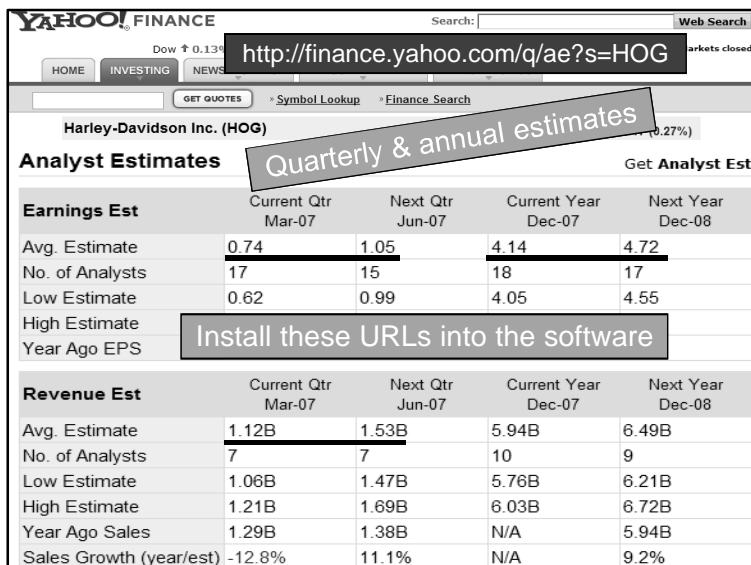 YAHOO! FINANCE
Search: Web Search
Dow ↑ 0.13% arkets closed
http://finance.yahoo.com/q/ae?s=HOG
HOME INVESTING NEWS
GET QUOTES » Symbol Lookup » Finance Search
Harley-Davidson Inc. (HOG) 0.27%)
Quarterly & annual estimates
Analyst Estimates Get Analyst Est
Earnings Est Current Qtr Mar-07 Next Qtr Jun-07 Current Year Dec-07 Next Year Dec-08
Avg. Estimate 0.74 1.05 4.14 4.72
No. of Analysts 17 15 18 17
Low Estimate 0.62 0.99 4.05 4.55
High Estimate
Install these URLs into the software
Year Ago EPS
Revenue Est Current Qtr Mar-07 Next Qtr Jun-07 Current Year Dec-07 Next Year Dec-08
Avg. Estimate 1.12B 1.53B 5.94B 6.49B
No. of Analysts 7 7 10 9
Low Estimate 1.06B 1.47B 5.76B 6.21B
High Estimate 1.21B 1.69B 6.03B 6.72B
Year Ago Sales 1.29B 1.38B N/A 5.94B
Sales Growth (year/est) -12.8% 11.1% N/A 9.2%